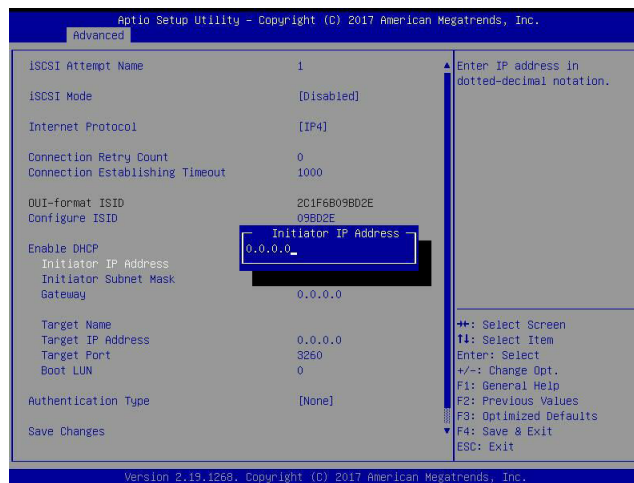 Aptio Setup Utility – Copyright (C) 2017 American Megatrends, Inc.
Advanced
iSCSI Attempt Name 1
iSCSI Mode [Disabled]
Internet Protocol [IP4]
Connection Retry Count 0
Connection Establishing Timeout 1000
OUI-format ISID 2C1F6B09BD2E
Configure ISID 09BD2E
Enable DHCP
Initiator IP Address
Initiator Subnet Mask
Gateway 0.0.0.0
Target Name
Target IP Address 0.0.0.0
Target Port 3260
Boot LUN 0
Authentication Type [None]
Save Changes
Initiator IP Address
0.0.0.0_
Enter IP address in
dotted-decimal notation.
→←: Select Screen
↑↓: Select Item
Enter: Select
+/-: Change Opt.
F1: General Help
F2: Previous Values
F3: Optimized Defaults
F4: Save & Exit
ESC: Exit
Version 2.19.1268. Copyright (C) 2017 American Megatrends, Inc.